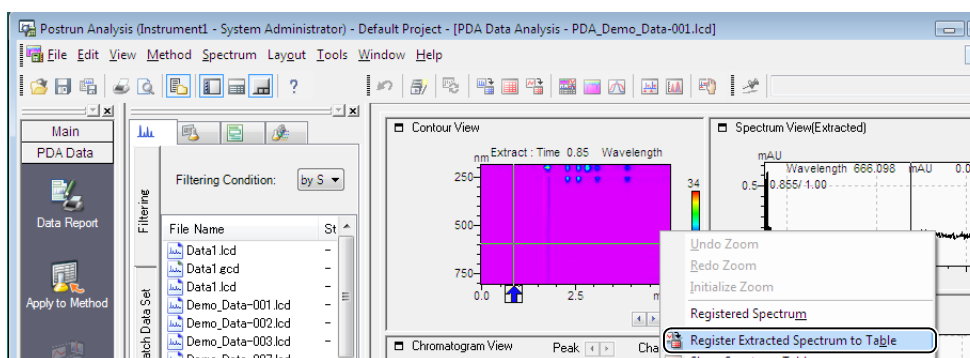 Postrun Analysis (Instrument1 - System Administrator) - Default Project - [PDA Data Analysis - PDA_Demo_Data-001.lcd]
File Edit View Method Spectrum Layout Tools Window Help
Main
PDA Data
Data Report
Apply to Method
Filtering
Filtering Condition: by S
File Name St
Data1.lcd -
Data1.gcd -
Data1.lcd -
Demo_Data-001.lcd -
Demo_Data-002.lcd -
Demo_Data-003.lcd -
Data Set
Contour View
nm Extract : Time 0.85 Wavelength
250
500
750
0.0 2.5 m
34
Chromatogram View Peak Cha
Spectrum View(Extracted)
mAU
Wavelength 666.098 mAU 0.0
0.5 0.855/ 1.00
Undo Zoom
Redo Zoom
Initialize Zoom
Registered Spectrum
Register Extracted Spectrum to Table